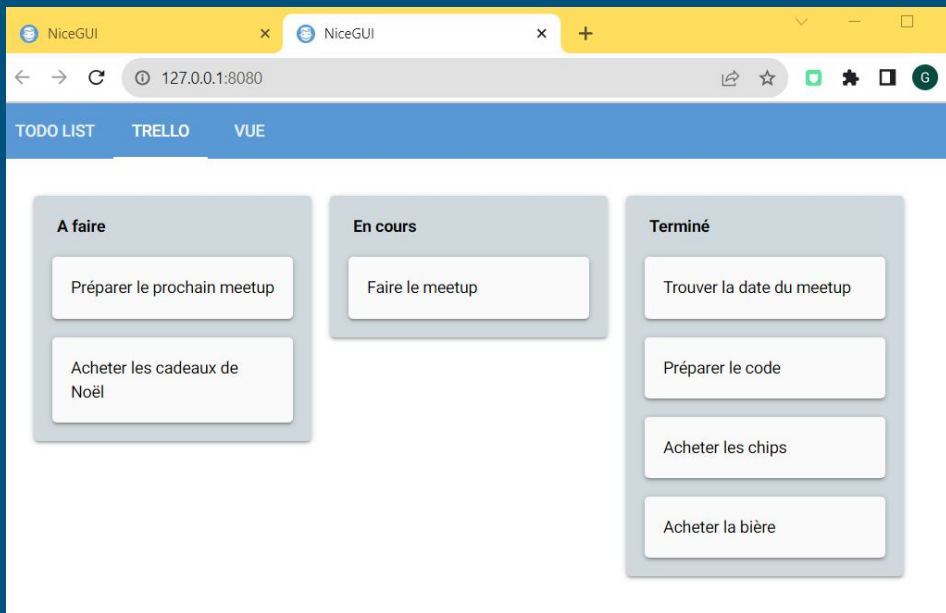 NiceGUI
NiceGUI
127.0.0.1:8080
G
TODO LIST
TRELLO
VUE
A faire
Préparer le prochain meetup
Acheter les cadeaux de
Noël
En cours
Faire le meetup
Terminé
Trouver la date du meetup
Préparer le code
Acheter les chips
Acheter la bière